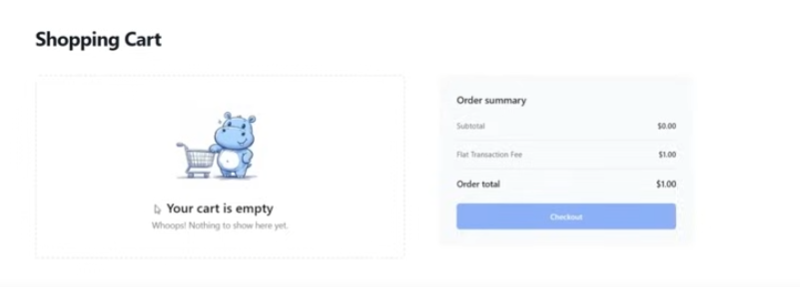 Shopping Cart
Your cart is empty
Whoops! Nothing to show here yet.
Order summary
Subtotal $0.00
Flat Transaction Fee $1.00
Order total $1.00
Checkout